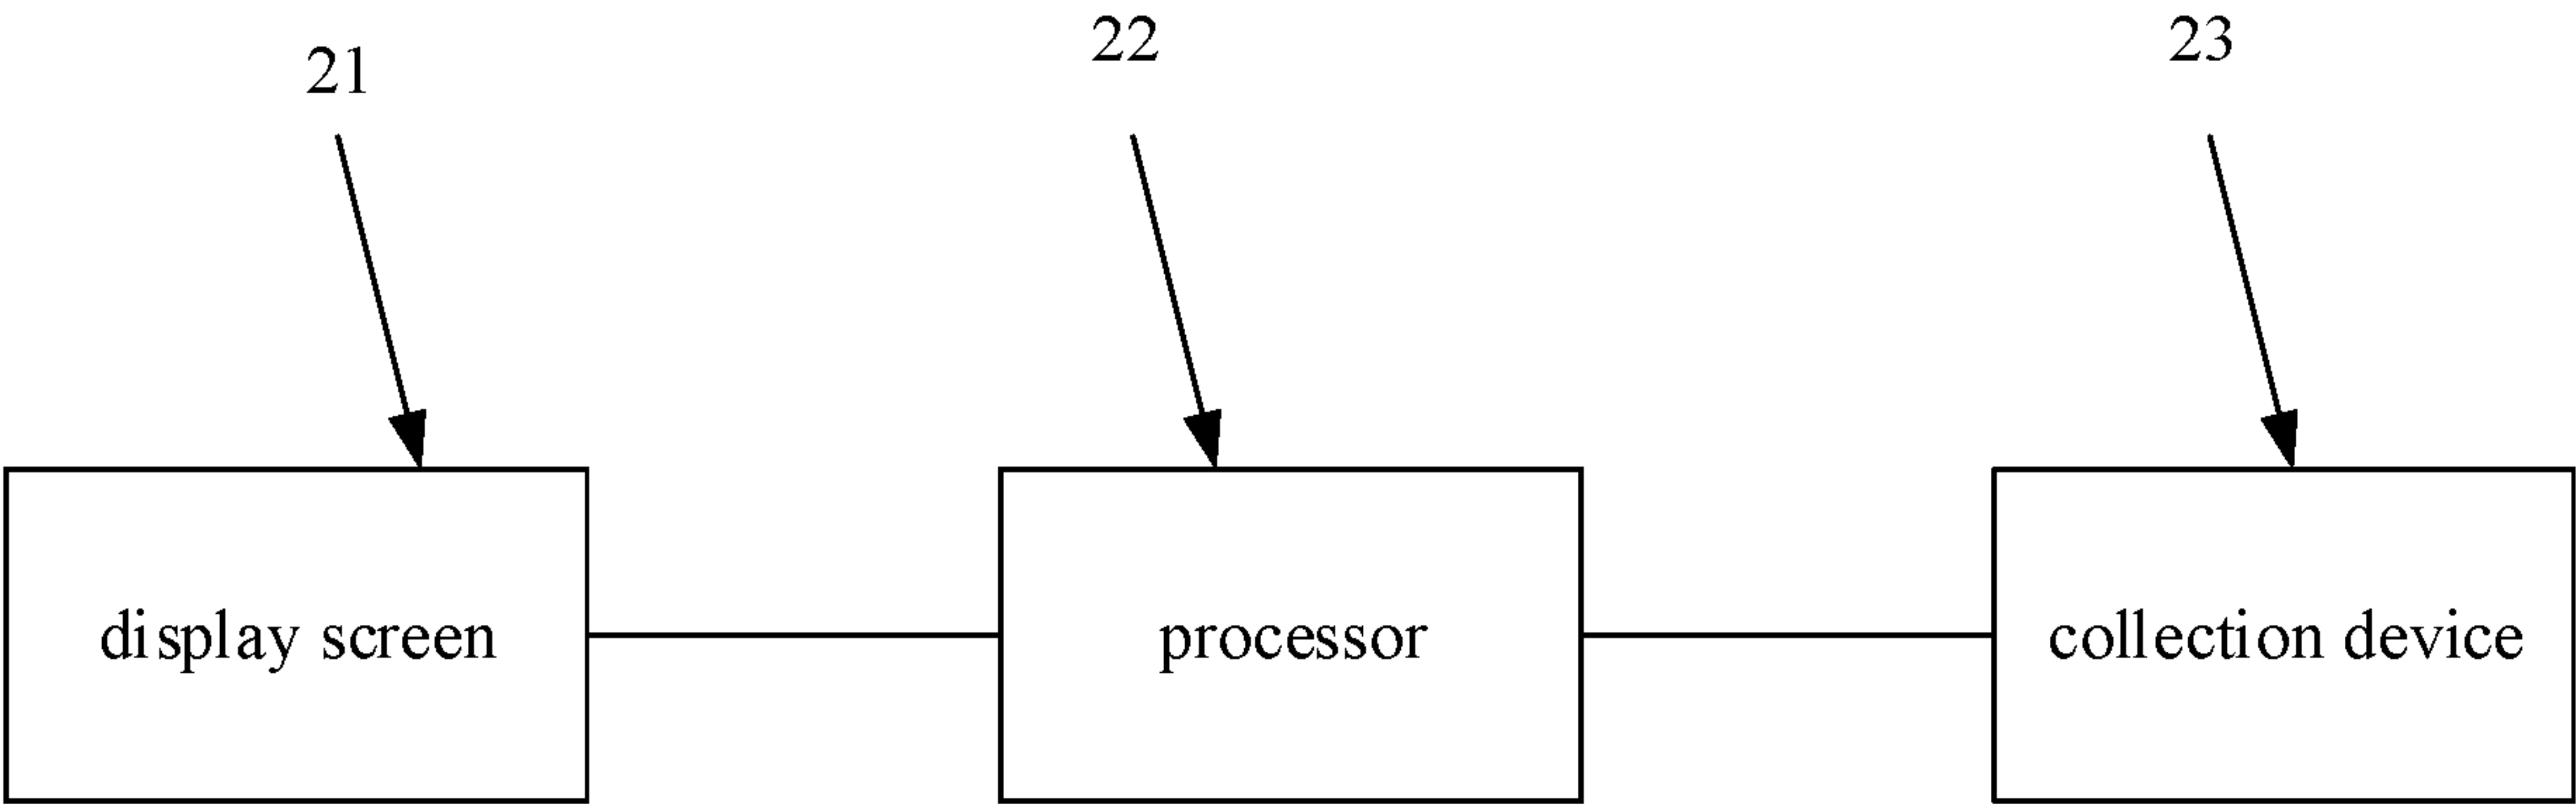 21
22
23
display screen
processor
collection device